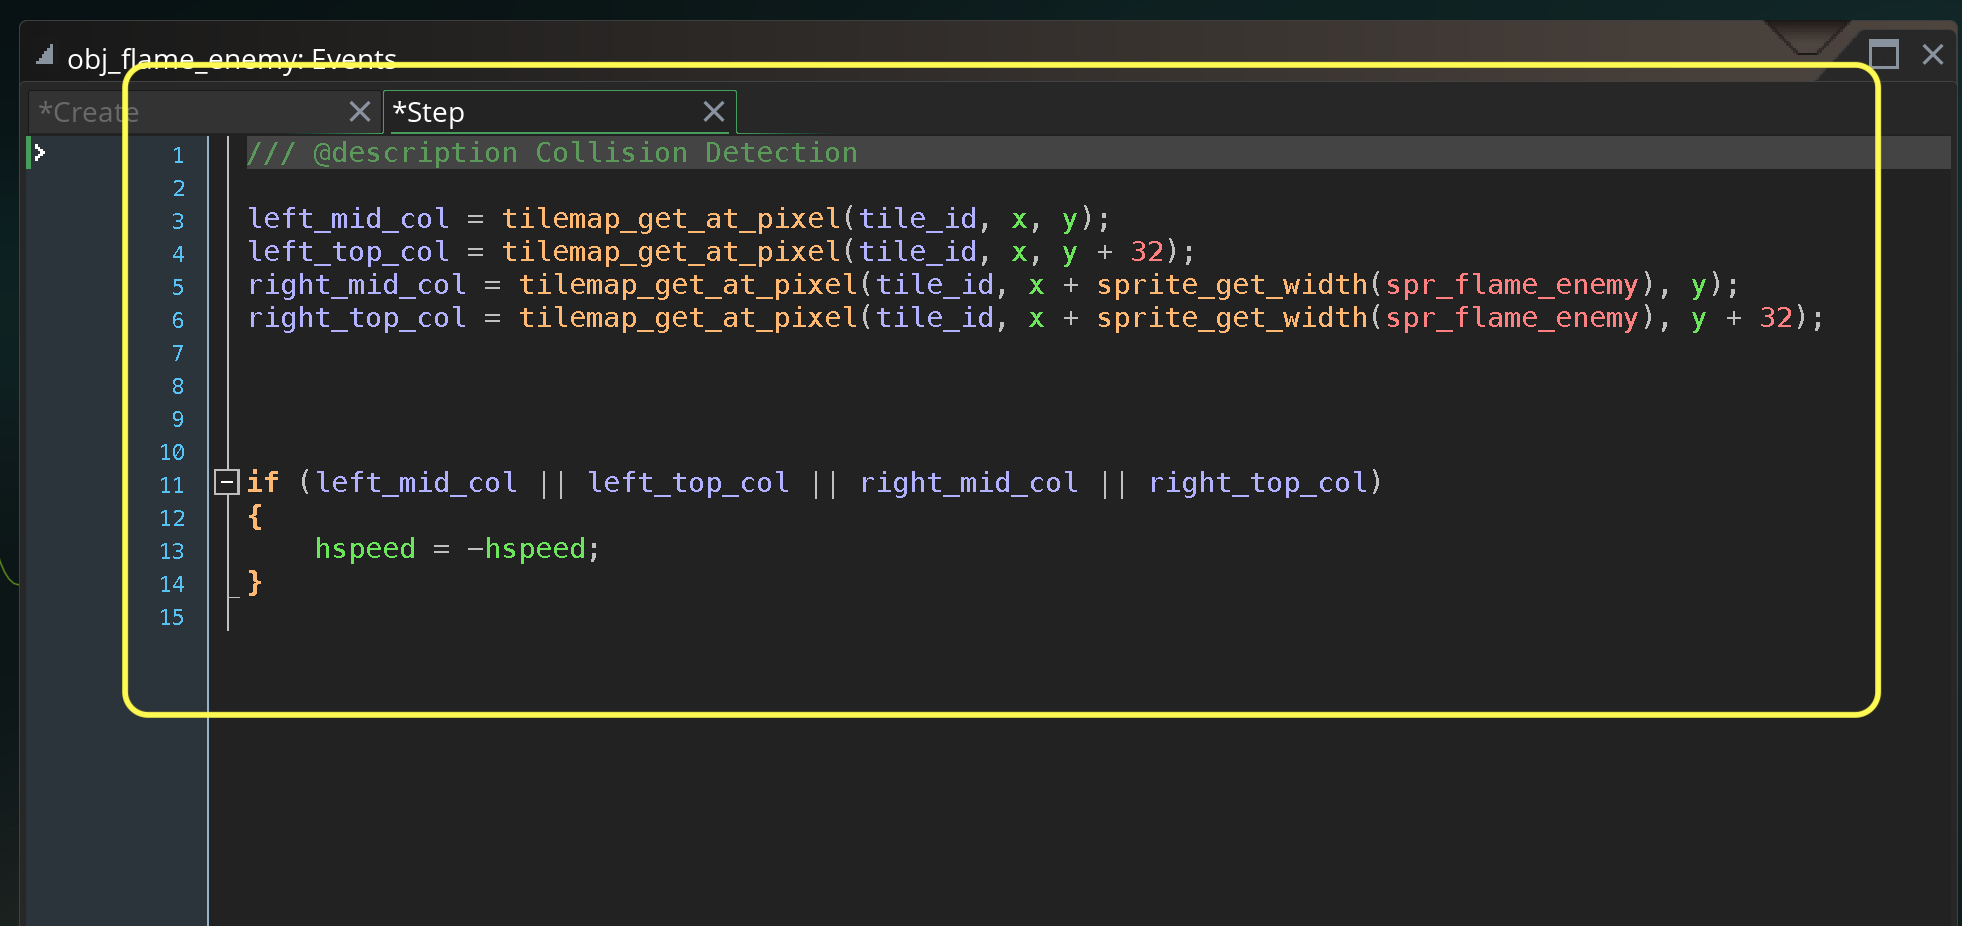 obj_flame_enemy: Events
*Create *Step
1 /// @description Collision Detection
2
3 left_mid_col = tilemap_get_at_pixel(tile_id, x, y);
4 left_top_col = tilemap_get_at_pixel(tile_id, x, y + 32);
5 right_mid_col = tilemap_get_at_pixel(tile_id, x + sprite_get_width(spr_flame_enemy), y);
6 right_top_col = tilemap_get_at_pixel(tile_id, x + sprite_get_width(spr_flame_enemy), y + 32);
7
8
9
10
11 if (left_mid_col || left_top_col || right_mid_col || right_top_col)
12 {
13 hspeed = -hspeed;
14 }
15